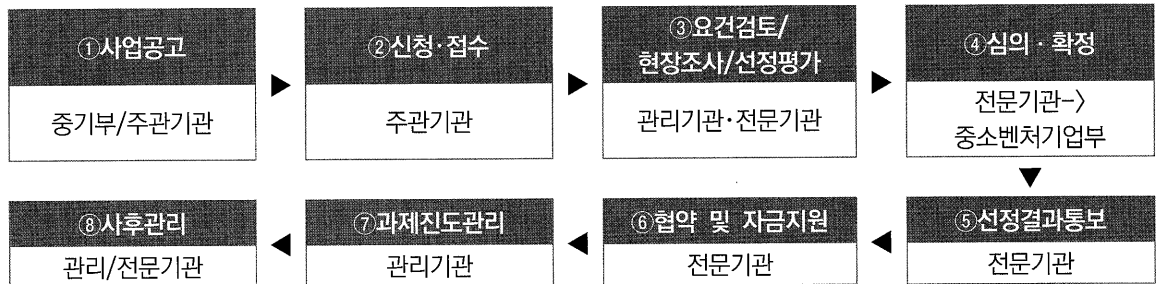 ①사업공고
중기부/주관기관
②신청·접수
주관기관
③요건검토/
현장조사/선정평가
관리기관·전문기관
④심의·확정
전문기관-〉
중소벤처기업부
⑤선정결과통보
전문기관
⑥협약 및 자금지원
전문기관
⑦과제진도관리
관리기관
⑧사후관리
관리/전문기관